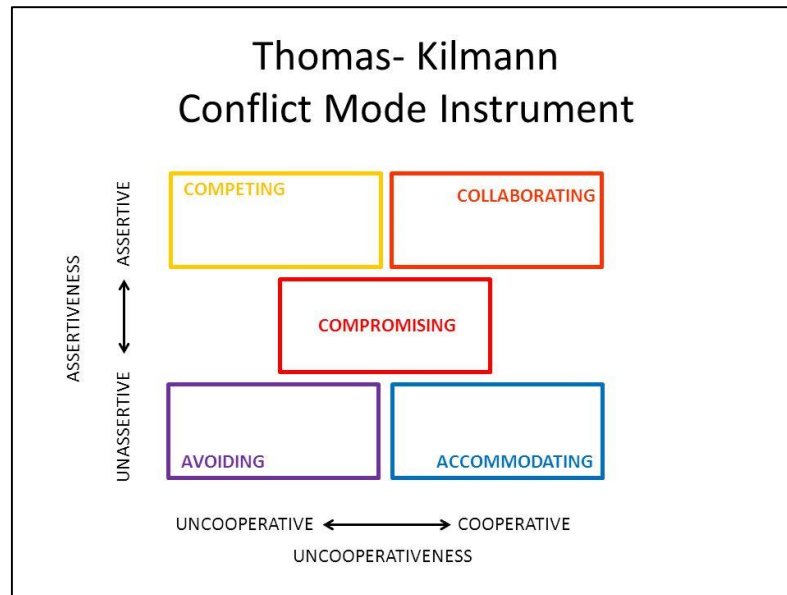 Thomas- Kilmann
Conflict Mode Instrument
COMPETING
COLLABORATING
COMPROMISING
AVOIDING
ACCOMMODATING
ASSERTIVENESS
ASSERTIVE
UNASSERTIVE
UNCOOPERATIVE
COOPERATIVE
UNCOOPERATIVENESS